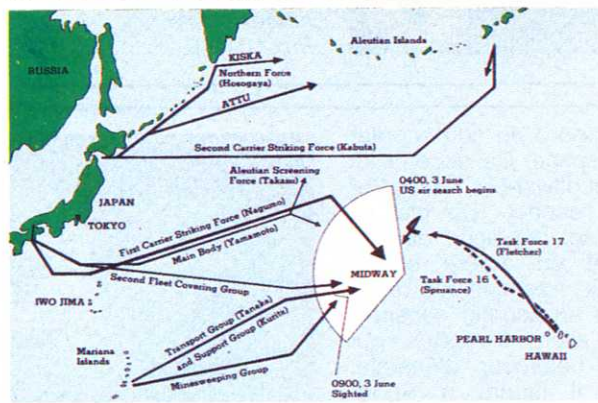 Aleutian Islands
RUSSIA
KISKA
Northern Force
(Hosogaya)
ATTU
Second Carrier Striking Force (Kabuta)
Aleutian Screening
Force (Takasu)
0400, 3 June
US air search begins
JAPAN
TOKYO
First Carrier Striking Force (Nagumo)
Main Body (Yamamoto)
Second Fleet Covering Group
MIDWAY
Task Force 17
(Fletcher)
Task Force 16
(Spruance)
IWO JIMA
Transport Group (Tanaka)
and Support Group (Kurita)
PEARL HARBOR
HAWAII
Mariana
Islands
Minesweeping Group
0900, 3 June
Sighted